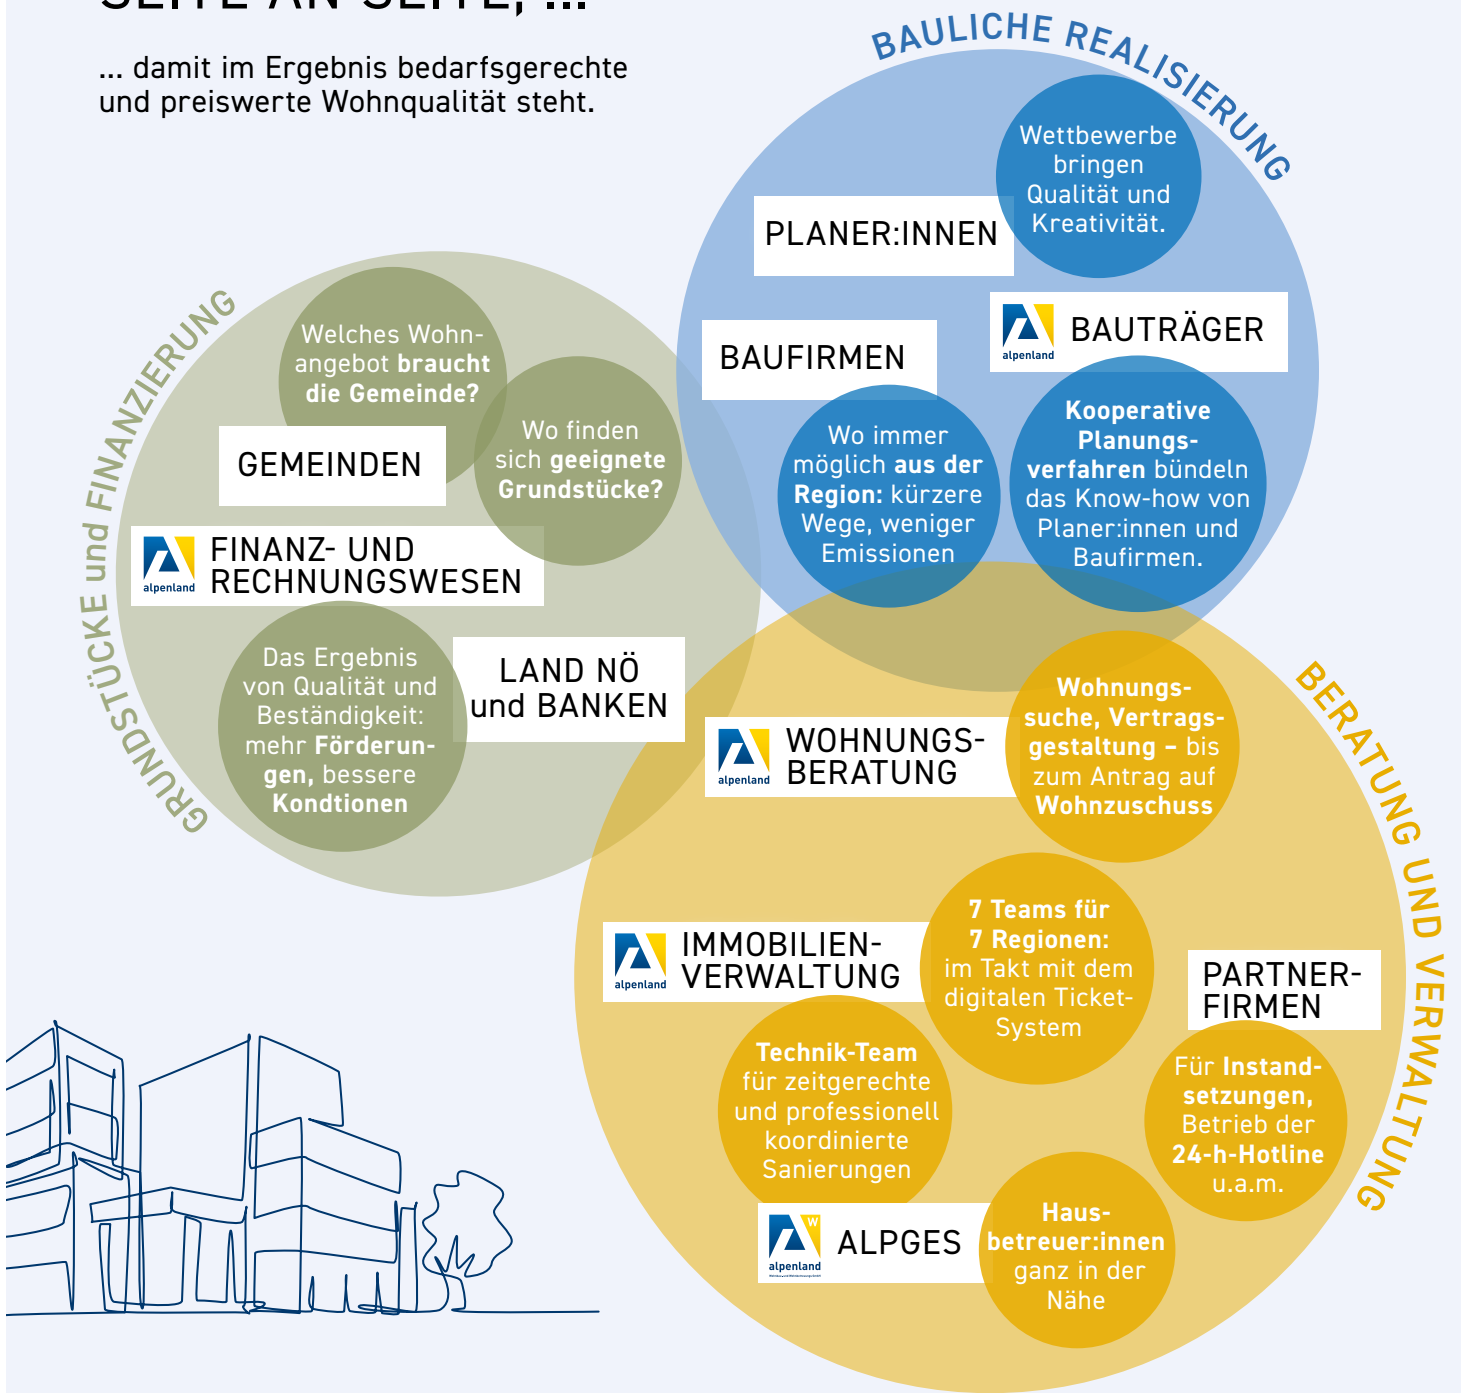 SEITE AN SEITE, ...
... damit im Ergebnis bedarfsgerechte
und preiswerte Wohnqualität steht.
BAULICHE REALISIERUNG
Wettbewerbe
bringen
Qualität und
Kreativität.
PLANER:INNEN
alpenland
BAUTRÄGER
BAUFIRMEN
Wo immer
möglich aus der
Region: kürzere
Wege, weniger
Emissionen
Kooperative
Planungs-
verfahren bündeln
das Know-how von
Planer:innen und
Baufirmen.
GRUNDSTÜCKE und FINANZIERUNG
Welches Wohn-
angebot braucht
die Gemeinde?
Wo finden
sich geeignete
Grundstücke?
GEMEINDEN
alpenland
FINANZ- UND
RECHNUNGSWESEN
Das Ergebnis
von Qualität und
Beständigkeit:
mehr Förderun-
gen, bessere
Kondtionen
LAND NÖ
und BANKEN
BERATUNG UND VERWALTUNG
alpenland
WOHNUNGS-
BERATUNG
Wohnungs-
suche, Vertrags-
gestaltung – bis
zum Antrag auf
Wohnzuschuss
alpenland
IMMOBILIEN-
VERWALTUNG
7 Teams für
7 Regionen:
im Takt mit dem
digitalen Ticket-
System
PARTNER-
FIRMEN
Technik-Team
für zeitgerechte
und professionell
koordinierte
Sanierungen
Für Instand-
setzungen,
Betrieb der
24-h-Hotline
u.a.m.
W
alpenland
ALPGES
Haus-
betreuer:innen
ganz in der
Nähe